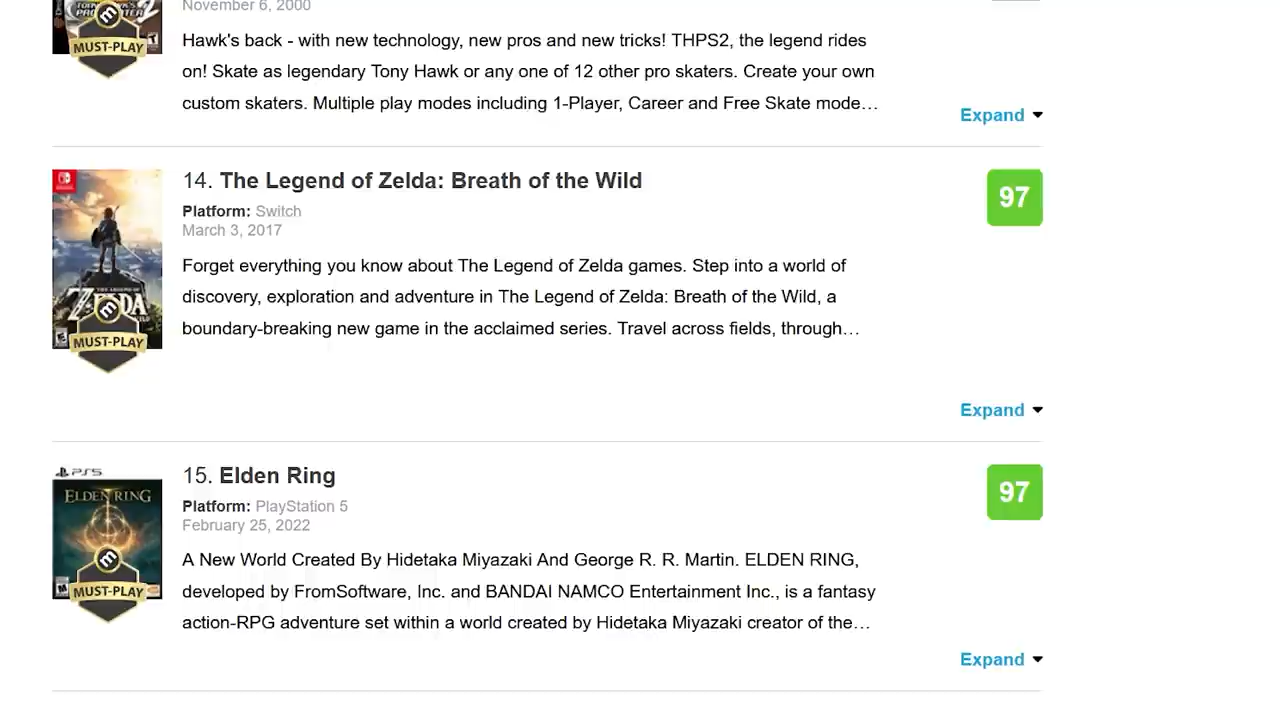 November 6, 2000
MUST-PLAY
Hawk's back - with new technology, new pros and new tricks! THPS2, the legend rides
on! Skate as legendary Tony Hawk or any one of 12 other pro skaters. Create your own
custom skaters. Multiple play modes including 1-Player, Career and Free Skate mode…
Expand
14. The Legend of Zelda: Breath of the Wild
97
Platform: Switch
March 3, 2017
Forget everything you know about The Legend of Zelda games. Step into a world of
discovery, exploration and adventure in The Legend of Zelda: Breath of the Wild, a
boundary-breaking new game in the acclaimed series. Travel across fields, through…
ZELDA
MUST-PLAY
Expand
15. Elden Ring
97
PS5
ELDEN RING
Platform: PlayStation 5
February 25, 2022
A New World Created By Hidetaka Miyazaki And George R. R. Martin. ELDEN RING,
developed by FromSoftware, Inc. and BANDAI NAMCO Entertainment Inc., is a fantasy
action-RPG adventure set within a world created by Hidetaka Miyazaki creator of the…
MUST-PLAY
Expand